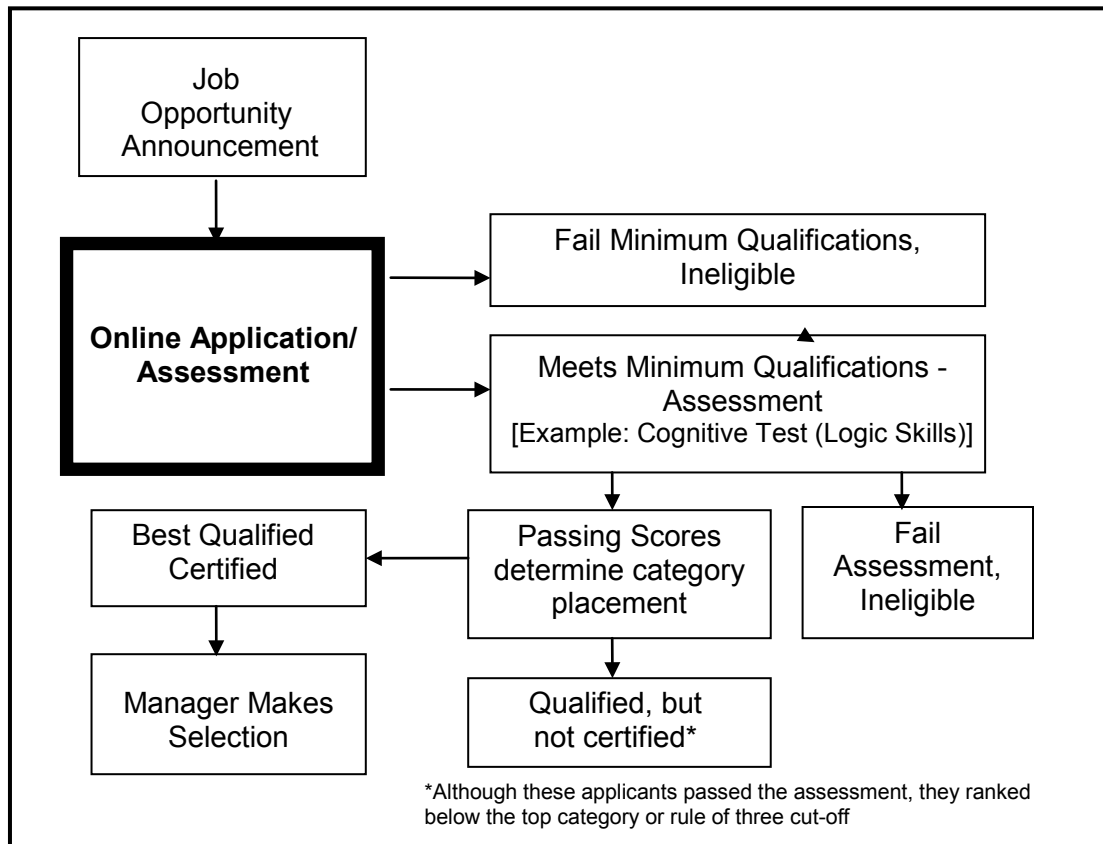 Job
Opportunity
Announcement
Fail Minimum Qualifications,
Ineligible
Online Application/
Assessment
Meets Minimum Qualifications -
Assessment
[Example: Cognitive Test (Logic Skills)]
Best Qualified
Certified
Passing Scores
determine category
placement
Fail
Assessment,
Ineligible
Manager Makes
Selection
Qualified, but
not certified*
*Although these applicants passed the assessment, they ranked
below the top category or rule of three cut-off